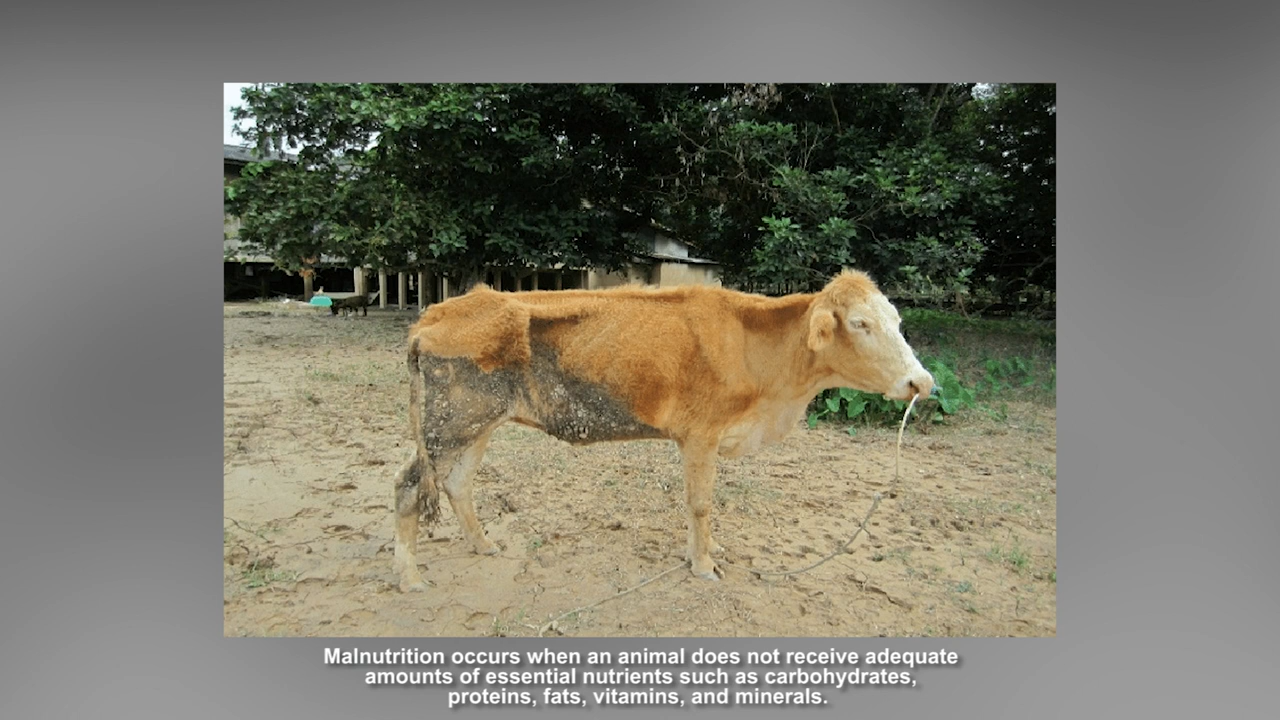 Malnutrition occurs when an animal does not receive adequate
amounts of essential nutrients such as carbohydrates,
proteins, fats, vitamins, and minerals.